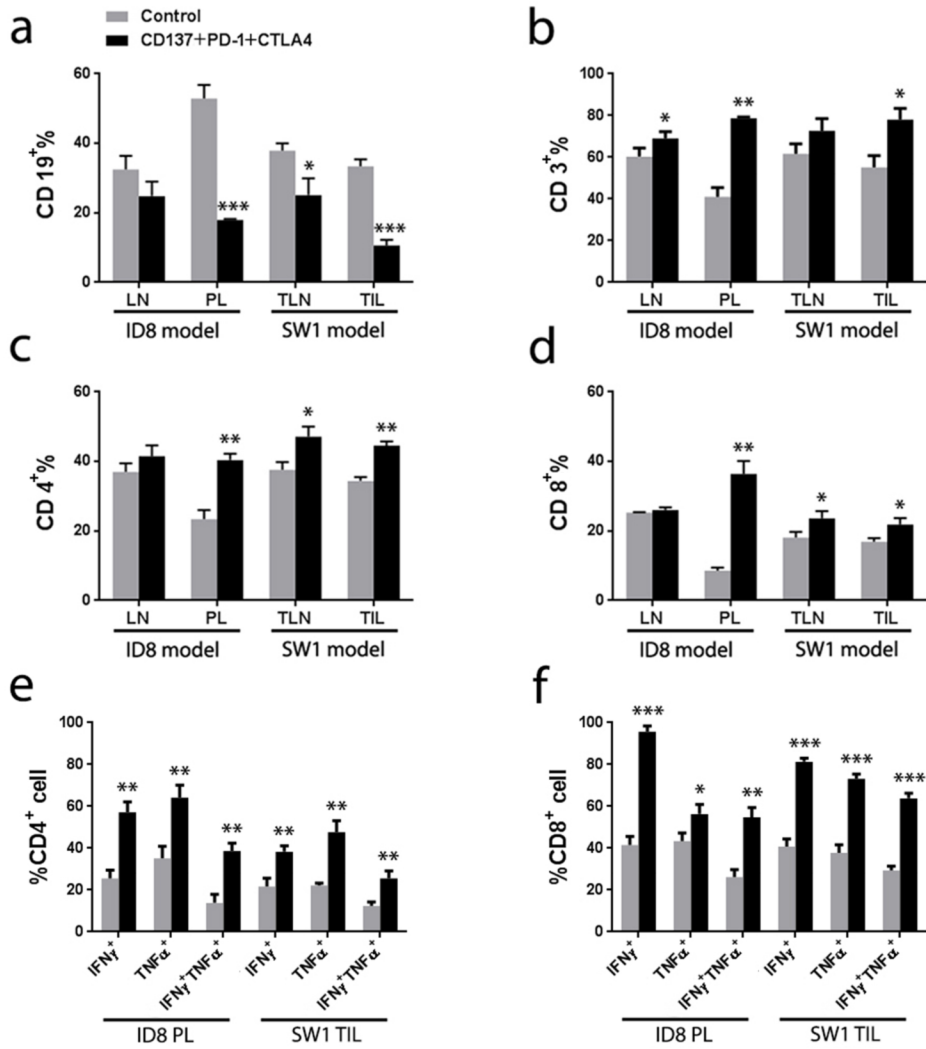 a
Control
CD137+PD-1+CTLA4
CD 19+%
60
40
20
0
***
*
***
LN PL TLN TIL
ID8 model SW1 model
b
CD 3+%
100
80
60
40
20
0
*
**
*
LN PL TLN TIL
ID8 model SW1 model
c
CD 4+%
60
40
20
0
**
*
**
LN PL TLN TIL
ID8 model SW1 model
d
CD 8+%
60
40
20
0
**
*
*
LN PL TLN TIL
ID8 model SW1 model
e
%CD4+ cell
100
80
60
40
20
0
**
**
**
**
**
**
IFNγ+ TNFα+ IFNγ+TNFα+ IFNγ+ TNFα+ IFNγ+TNFα+
ID8 PL SW1 TIL
f
%CD8+ cell
100
80
60
40
20
0
***
*
**
***
***
***
IFNγ+ TNFα+ IFNγ+TNFα+ IFNγ+ TNFα+ IFNγ+TNFα+
ID8 PL SW1 TIL